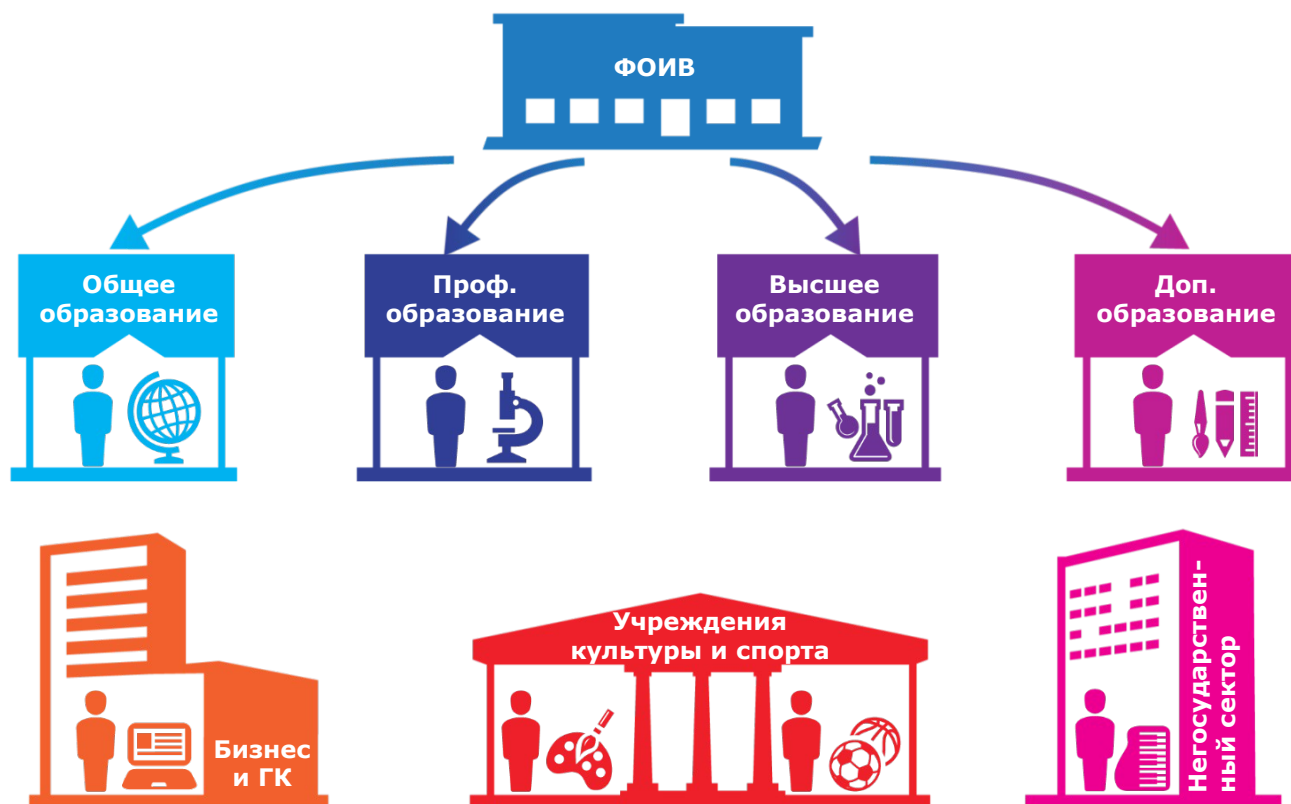 ФОИВ
Общее
образование
Проф.
образование
Высшее
образование
Доп.
образование
Бизнес
и ГК
Учреждения
культуры и спорта
Негосударствен-
ный сектор